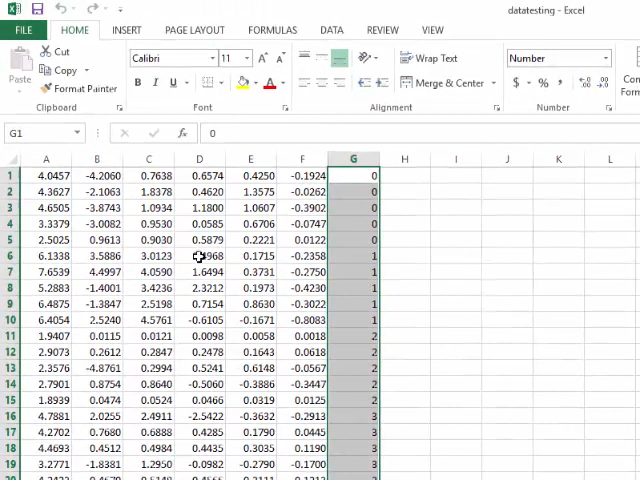 datatesting - Excel
FILE HOME INSERT PAGE LAYOUT FORMULAS DATA REVIEW VIEW
Paste Cut Calibri 11 Wrap Text Number
Copy
Format Painter B I U A Merge & Center $ % , Con
Clipboard Font Alignment Number
G1 fx 0
A B C D E F G H I J K L
1 4.0457 -4.2060 0.7638 0.6574 0.4250 -0.1924 0
2 4.3627 -2.1063 1.8378 0.4620 1.3575 -0.0262 0
3 4.6505 -3.8743 1.0934 1.1800 1.0607 -0.3902 0
4 3.3379 -3.0082 0.9530 0.0585 0.6706 -0.0747 0
5 2.5025 0.9613 0.9030 0.5879 0.2221 0.0122 0
6 6.1338 3.5886 3.0123 0.1715 -0.2358 1
7 7.6539 4.4997 4.0590 1.6494 0.3731 -0.2750 1
8 5.2883 -1.4001 3.4236 2.3212 0.1973 -0.4230 1
9 6.4875 -1.3847 2.5198 0.7154 0.8630 -0.3022 1
10 6.4054 2.5240 4.5761 -0.6105 -0.1671 -0.8083 1
11 1.9407 0.0115 0.0121 0.0098 0.0058 0.0018 2
12 2.9073 0.2612 0.2847 0.2478 0.1643 0.0618 2
13 2.3576 -4.8761 0.2994 0.5241 0.6148 -0.0567 2
14 2.7901 0.8754 0.8640 -0.5060 -0.3886 -0.3447 2
15 1.8939 0.0474 0.0524 0.0466 0.0319 0.0125 2
16 4.7881 2.0255 2.4911 -2.5422 -0.3632 -0.2913 3
17 4.2702 0.7680 0.6888 0.4285 0.1790 0.0445 3
18 4.4693 0.4512 0.4984 0.4435 0.3035 0.1190 3
19 3.2771 -1.8381 1.2950 -0.0982 -0.2790 -0.1700 3